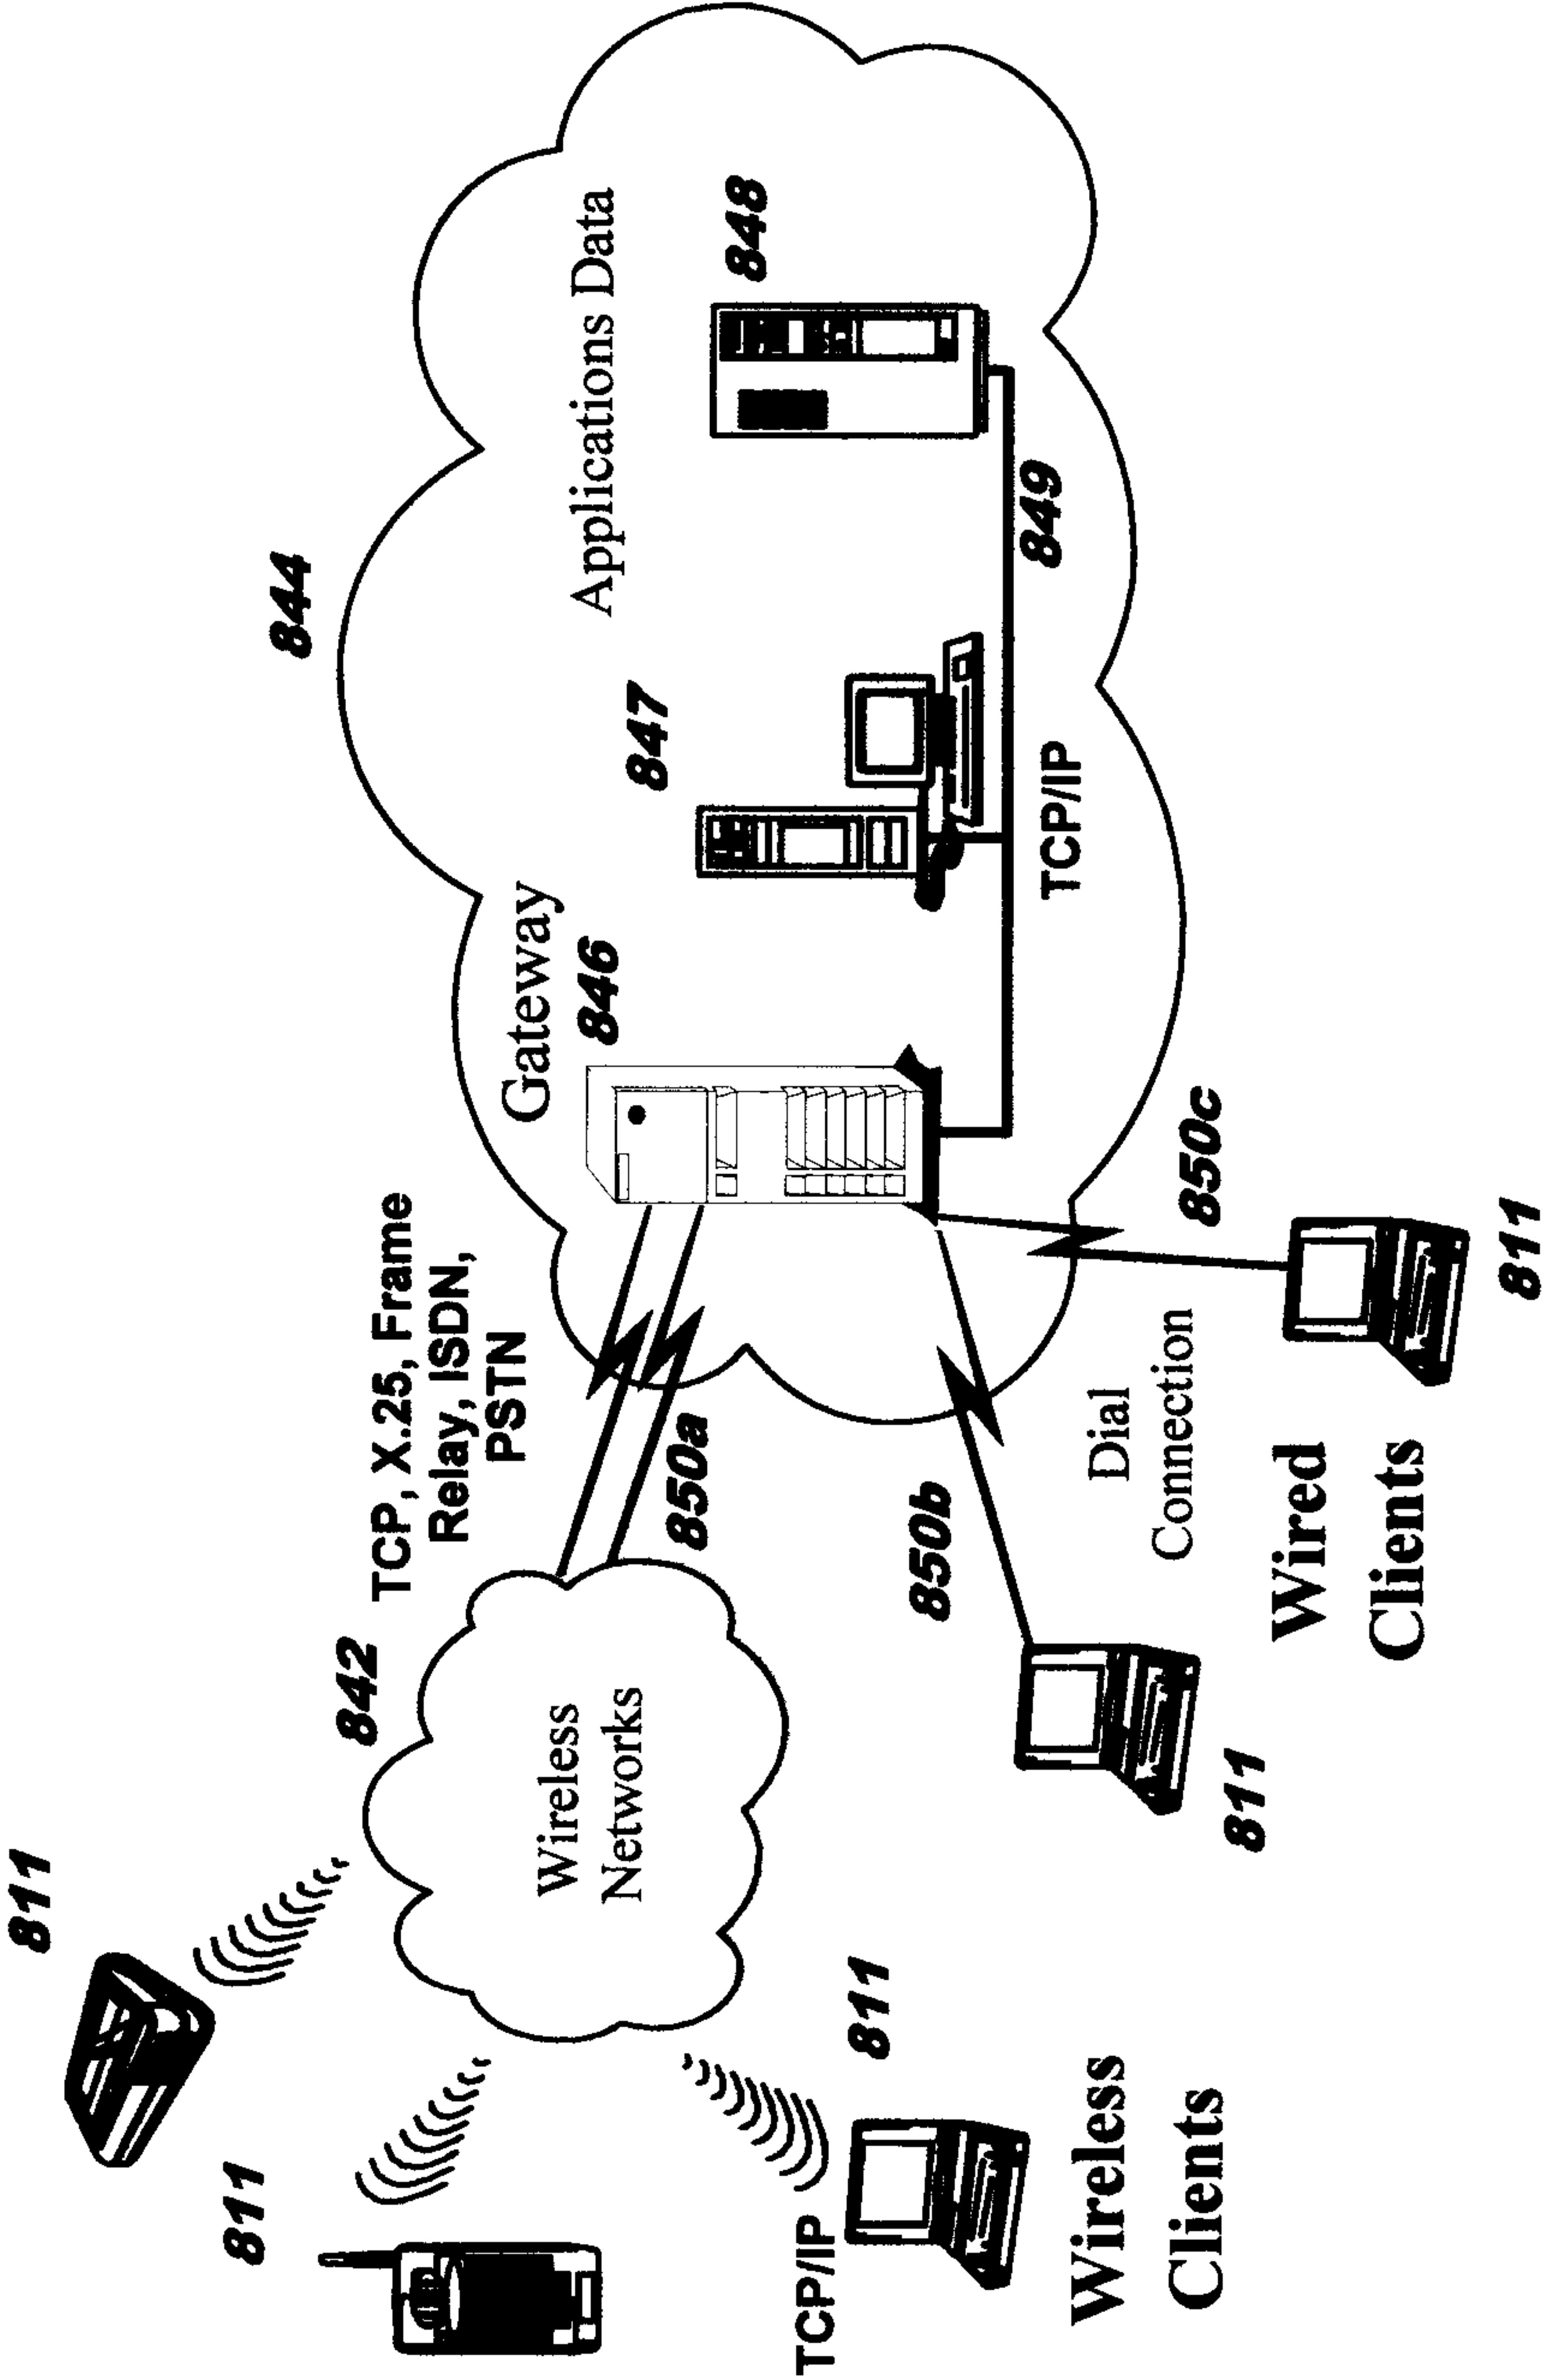 811
811
842
TCP, X.25, Frame
Relay, ISDN,
PSTN
844
Gateway
846
847
Applications Data
848
Wireless
Networks
850a
TCP/IP
811
850b
TCP/IP
849
Dial
Connection
850c
Wireless
Clients
811
Wired
Clients
811